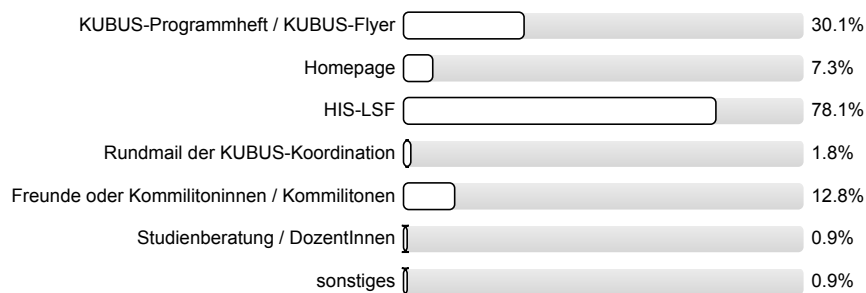 KUBUS-Programmheft / KUBUS-Flyer 30.1%
Homepage 7.3%
HIS-LSF 78.1%
Rundmail der KUBUS-Koordination 1.8%
Freunde oder Kommilitoninnen / Kommilitonen 12.8%
Studienberatung / DozentInnen 0.9%
sonstiges 0.9%